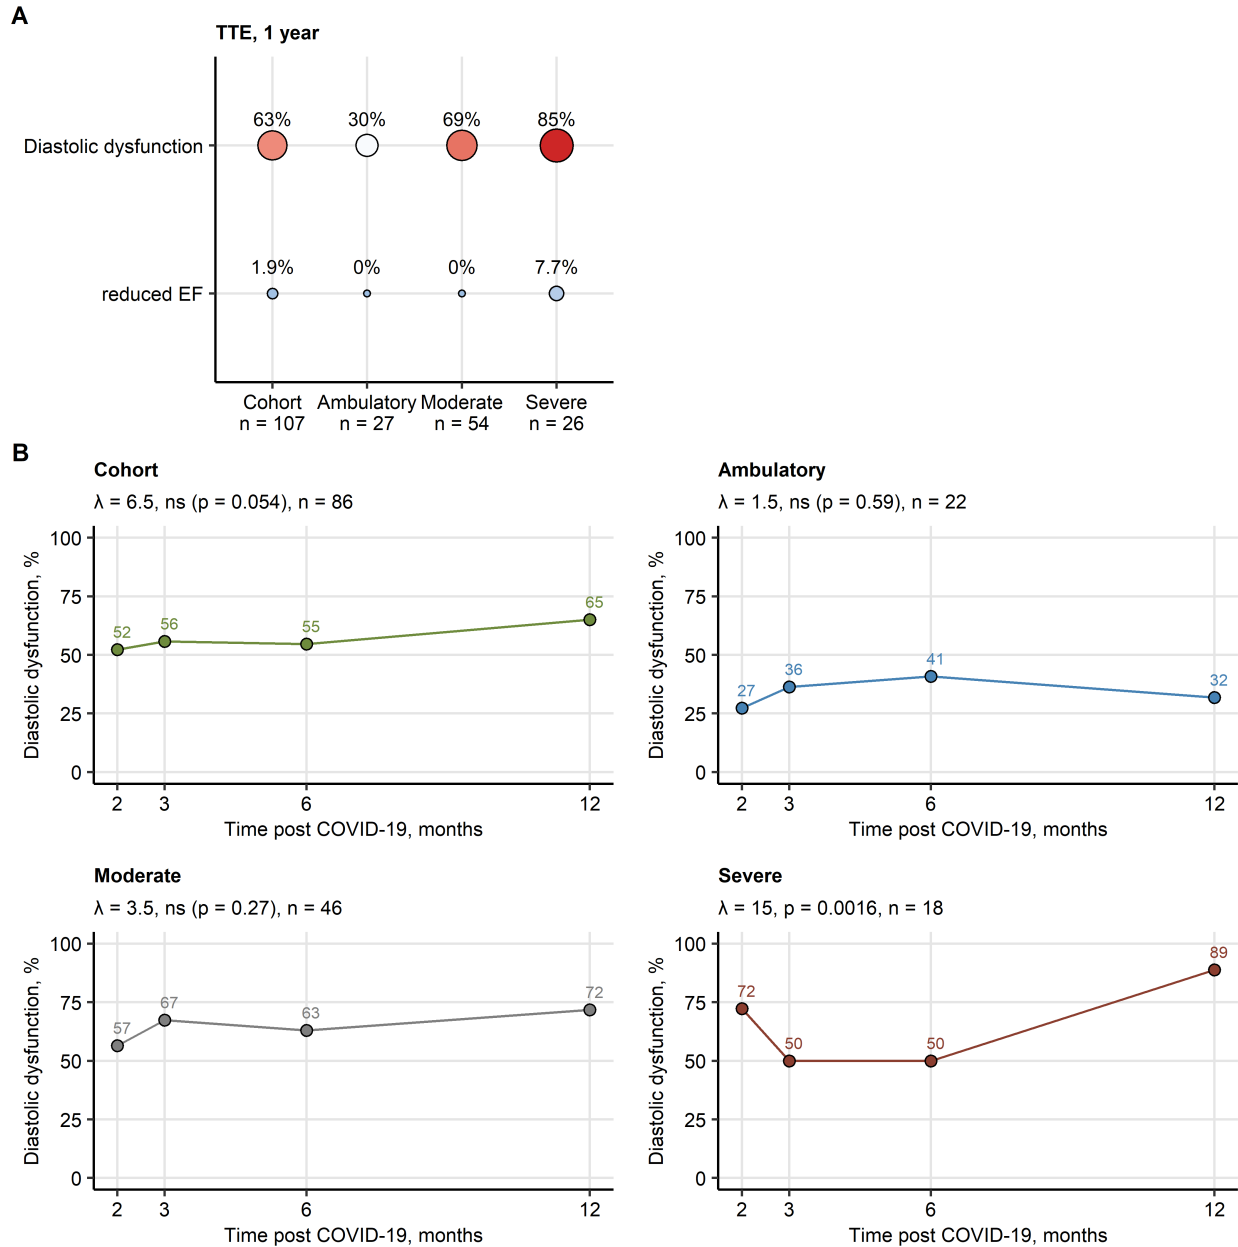 A
TTE, 1 year
63% 30% 69% 85%
Diastolic dysfunction
1.9% 0% 0% 7.7%
reduced EF
Cohort Ambulatory Moderate Severe
n = 107 n = 27 n = 54 n = 26
B
Cohort
λ = 6.5, ns (p = 0.054), n = 86
Diastolic dysfunction, %
100
75
50
25
0
52 56 55 65
2 3 6 12
Time post COVID-19, months
Ambulatory
λ = 1.5, ns (p = 0.59), n = 22
Diastolic dysfunction, %
100
75
50
25
0
27 36 41 32
2 3 6 12
Time post COVID-19, months
Moderate
λ = 3.5, ns (p = 0.27), n = 46
Diastolic dysfunction, %
100
75
50
25
0
57 67 63 72
2 3 6 12
Time post COVID-19, months
Severe
λ = 15, p = 0.0016, n = 18
Diastolic dysfunction, %
100
75
50
25
0
72 50 50 89
2 3 6 12
Time post COVID-19, months